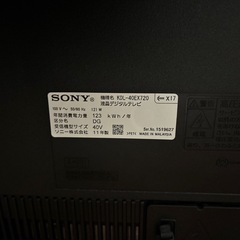 SONY
機種名 KDL-40EX720
液晶デジタルテレビ
⊖ X17
100 V ~ 50/60 Hz 121 W
年間消費電力量 123 kWh/年
区分名 DG
受信機型サイズ 40V
ソニー株式会社 11年製
Ser.No. 1519627
MADE IN MALAYSIA